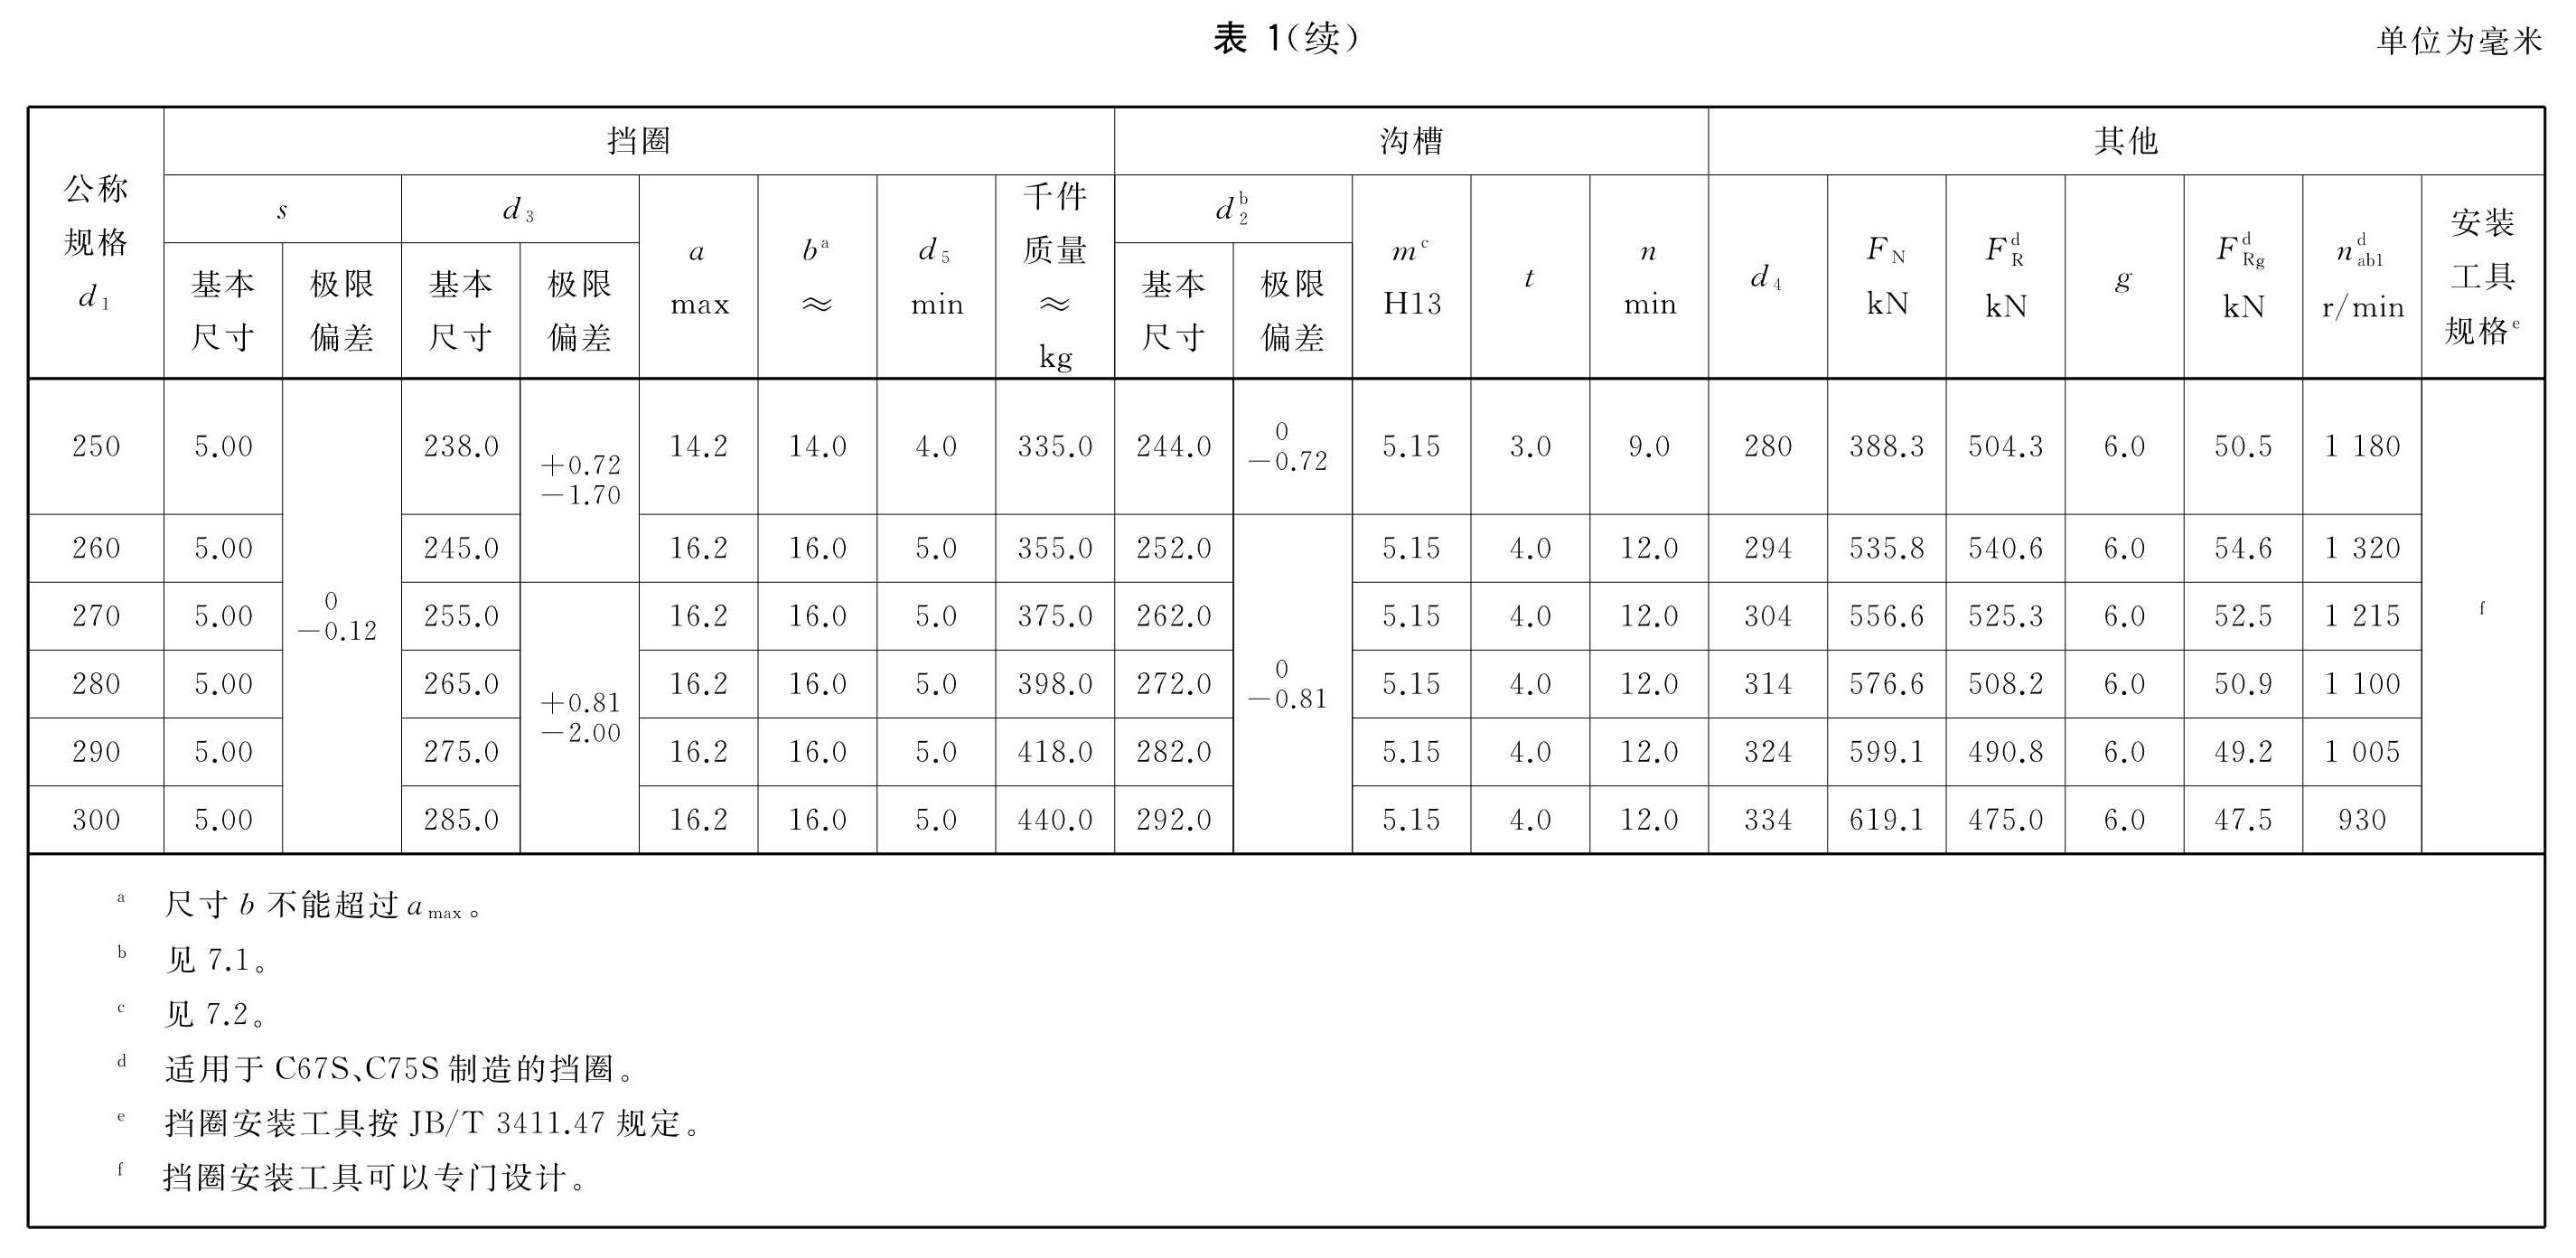 表 1(续)
单位为毫米
公称规格 d1 挡圈 沟槽 其他
s d3 a max bᵃ ≈ d5 min 千件质量 ≈ kg d2ᵇ mᶜ H13 t n min d4 FN kN FRᵈ kN g FRgᵈ kN nablᵈ r/min 安装工具规格ᵉ
基本尺寸 极限偏差 基本尺寸 极限偏差 基本尺寸 极限偏差
250 5.00 0 −0.12 238.0 +0.72 −1.70 14.2 14.0 4.0 335.0 244.0 0 −0.72 5.15 3.0 9.0 280 388.3 504.3 6.0 50.5 1 180 f
260 5.00 245.0 16.2 16.0 5.0 355.0 252.0 0 −0.81 5.15 4.0 12.0 294 535.8 540.6 6.0 54.6 1 320
270 5.00 255.0 +0.81 −2.00 16.2 16.0 5.0 375.0 262.0 5.15 4.0 12.0 304 556.6 525.3 6.0 52.5 1 215
280 5.00 265.0 16.2 16.0 5.0 398.0 272.0 5.15 4.0 12.0 314 576.6 508.2 6.0 50.9 1 100
290 5.00 275.0 16.2 16.0 5.0 418.0 282.0 5.15 4.0 12.0 324 599.1 490.8 6.0 49.2 1 005
300 5.00 285.0 16.2 16.0 5.0 440.0 292.0 5.15 4.0 12.0 334 619.1 475.0 6.0 47.5 930
a 尺寸 b 不能超过 amax。
b 见 7.1。
c 见 7.2。
d 适用于 C67S、C75S 制造的挡圈。
e 挡圈安装工具按 JB/T 3411.47 规定。
f 挡圈安装工具可以专门设计。